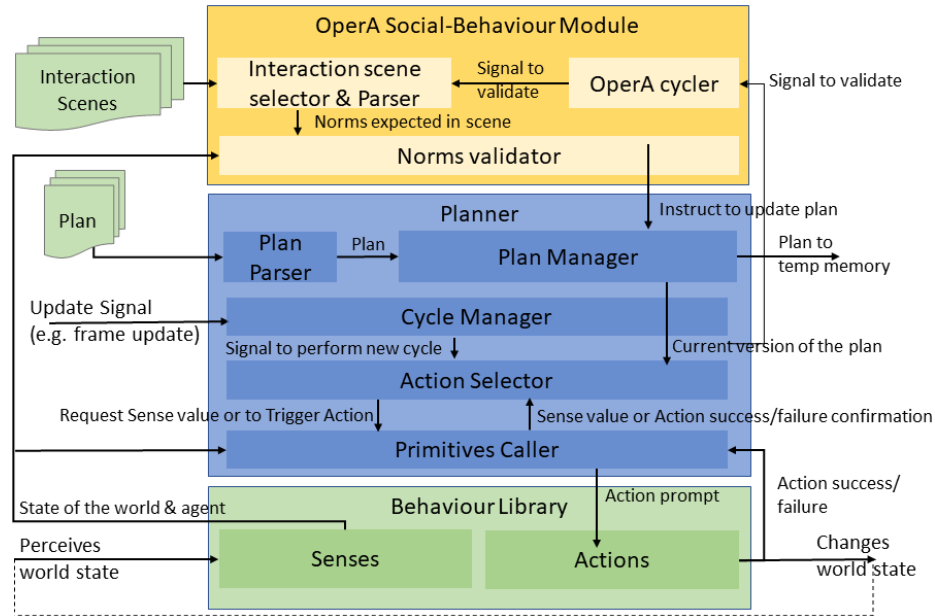 OperA Social-Behaviour Module
Interaction
Scenes
Interaction scene
selector & Parser
Signal to
validate
OperA cycler
Signal to validate
Norms expected in scene
Norms validator
Plan
Planner
Instruct to update plan
Plan
Parser
Plan
Plan Manager
Plan to
temp memory
Update Signal
(e.g. frame update)
Cycle Manager
Signal to perform new cycle
Current version of the plan
Action Selector
Request Sense value or to Trigger Action
Sense value or Action success/failure confirmation
Primitives Caller
State of the world & agent
Behaviour Library
Action prompt
Action success/
failure
Perceives
world state
Senses
Actions
Changes
world state